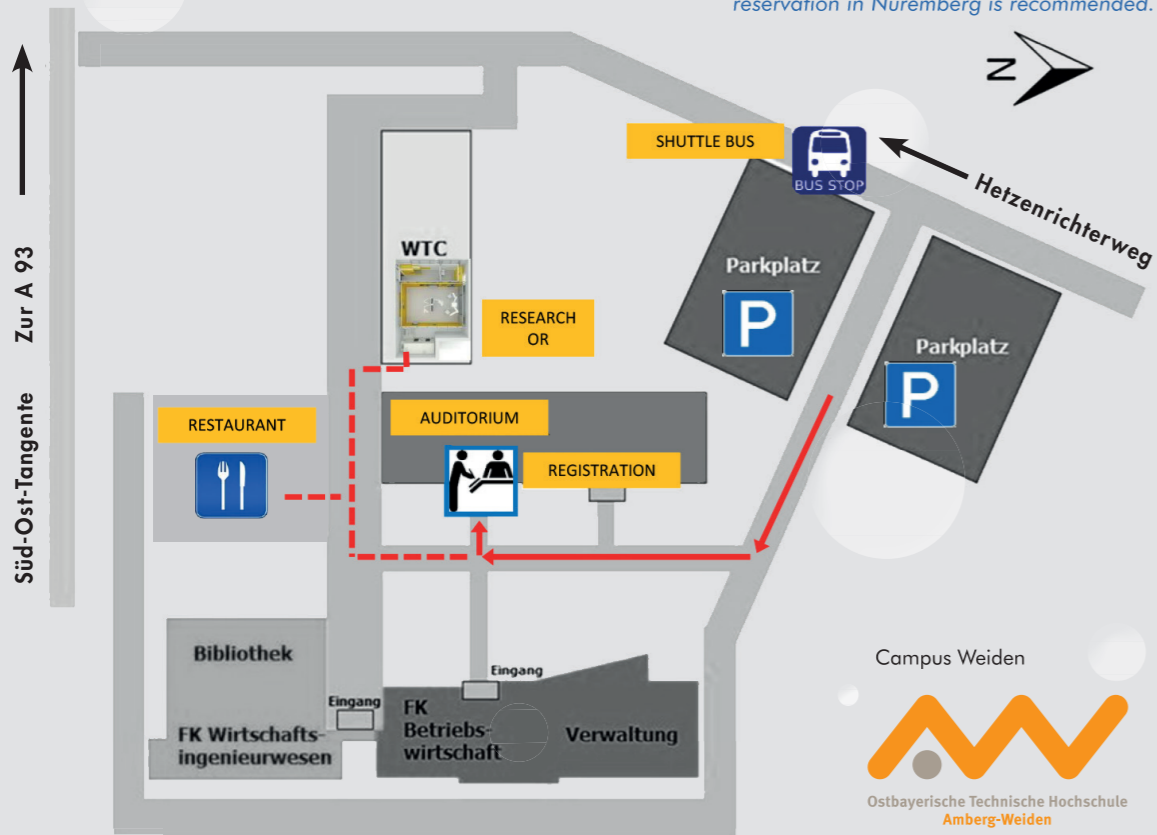 reservation in Nuremberg is recommended.
N
SHUTTLE BUS
BUS STOP
Hetzenrichterweg
Süd-Ost-Tangente Zur A 93
WTC
RESEARCH
OR
Parkplatz
P
Parkplatz
P
RESTAURANT
AUDITORIUM
REGISTRATION
Bibliothek
FK Wirtschafts-
ingenieurwesen
Eingang
Eingang
FK
Betriebs-
wirtschaft
Verwaltung
Campus Weiden
Ostbayerische Technische Hochschule
Amberg-Weiden